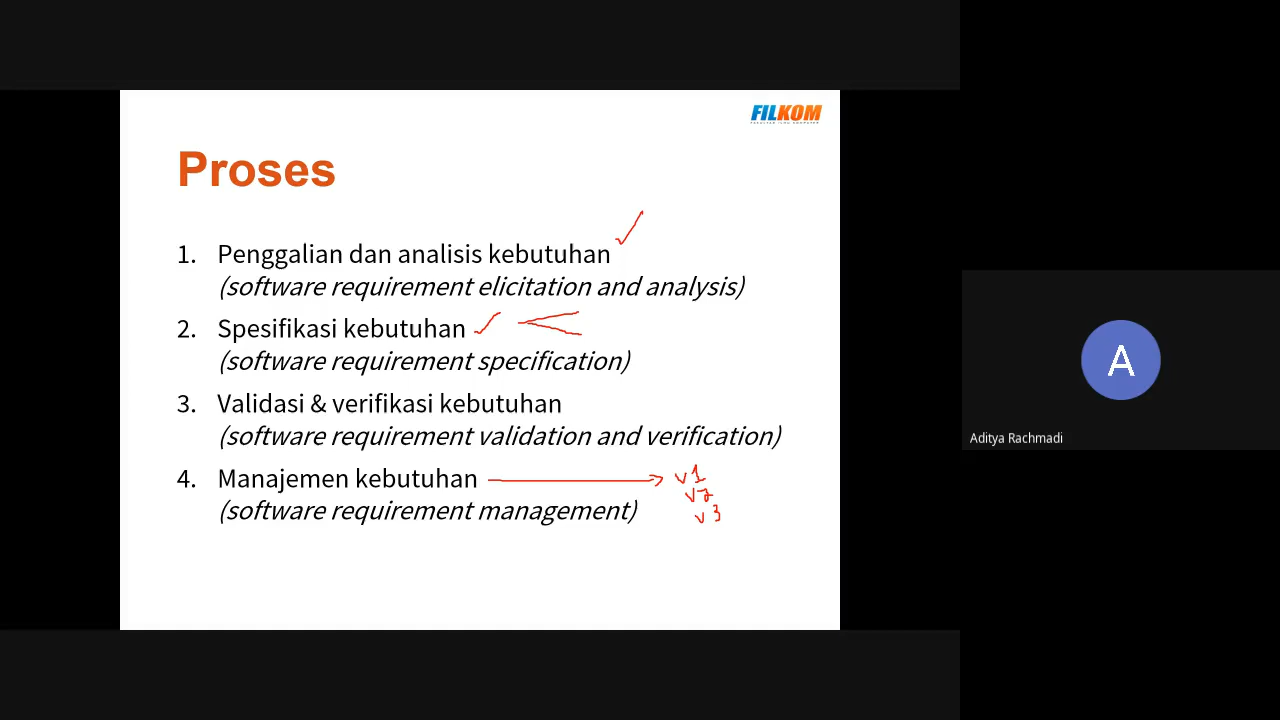 FILKOM
Proses
1. Penggalian dan analisis kebutuhan
(software requirement elicitation and analysis)
2. Spesifikasi kebutuhan
(software requirement specification)
3. Validasi & verifikasi kebutuhan
(software requirement validation and verification)
4. Manajemen kebutuhan
(software requirement management)
v1
v2
v3
A
Aditya Rachmadi